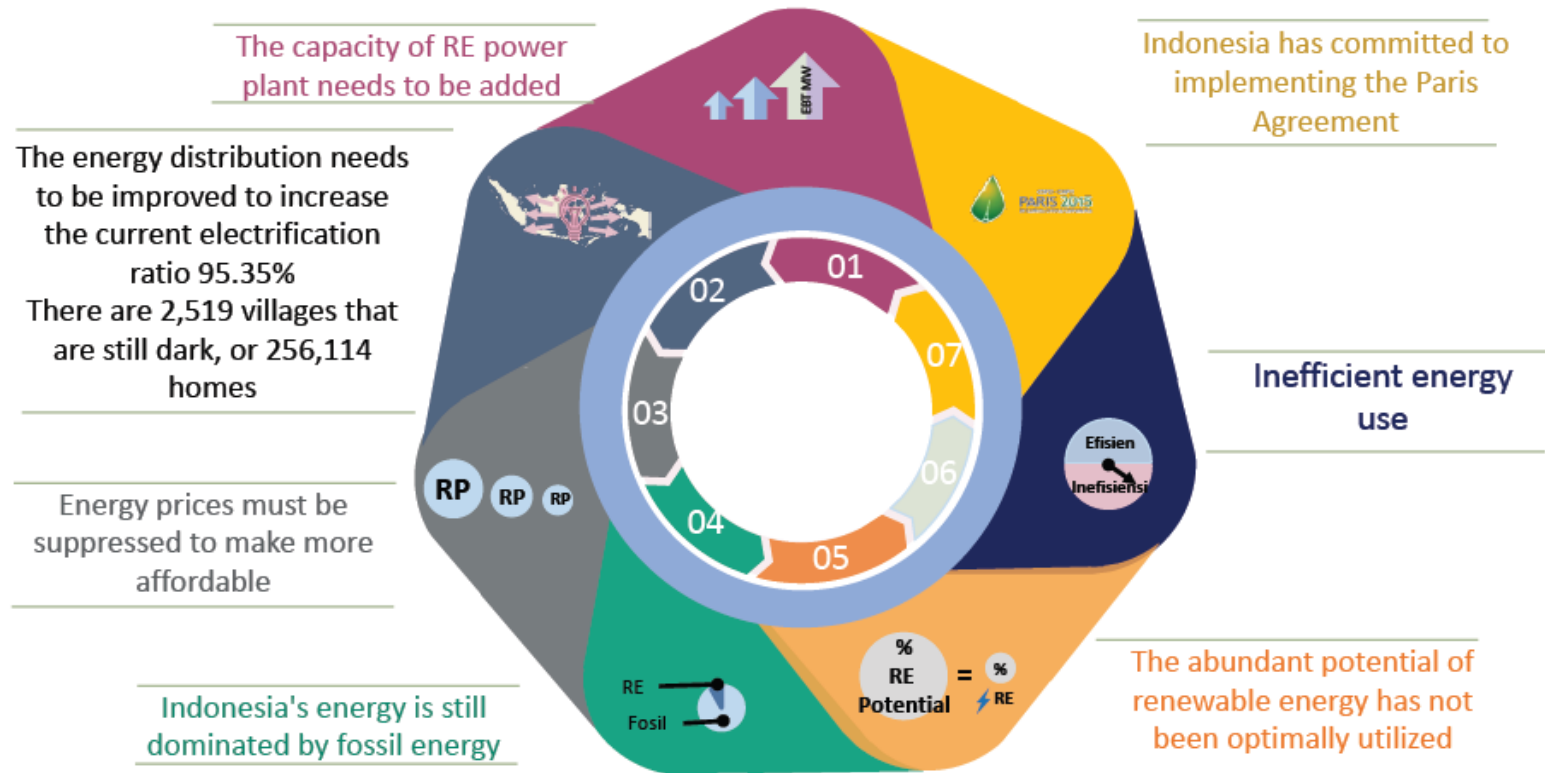 The capacity of RE power
plant needs to be added
EBT MW
Indonesia has committed to
implementing the Paris
Agreement
The energy distribution needs
to be improved to increase
the current electrification
ratio 95.35%
There are 2,519 villages that
are still dark, or 256,114
homes
PARIS 2015
01
02
03
04
05
06
07
Inefficient energy
use
Efisien
Inefisiensi
Energy prices must be
suppressed to make more
affordable
RP
RP
RP
Indonesia's energy is still
dominated by fossil energy
RE
Fosil
%
RE
Potential
=
%
RE
The abundant potential of
renewable energy has not
been optimally utilized